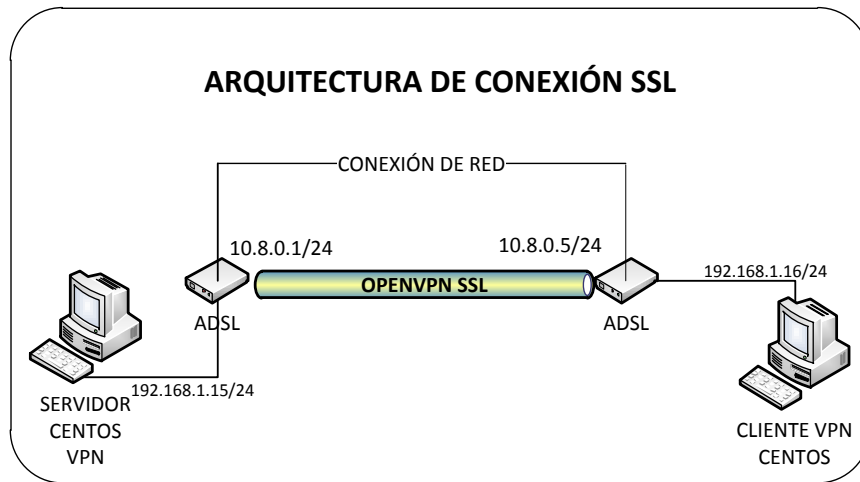 ARQUITECTURA DE CONEXIÓN SSL
CONEXIÓN DE RED
10.8.0.1/24
10.8.0.5/24
OPENVPN SSL
192.168.1.16/24
ADSL
ADSL
192.168.1.15/24
SERVIDOR
CENTOS
VPN
CLIENTE VPN
CENTOS